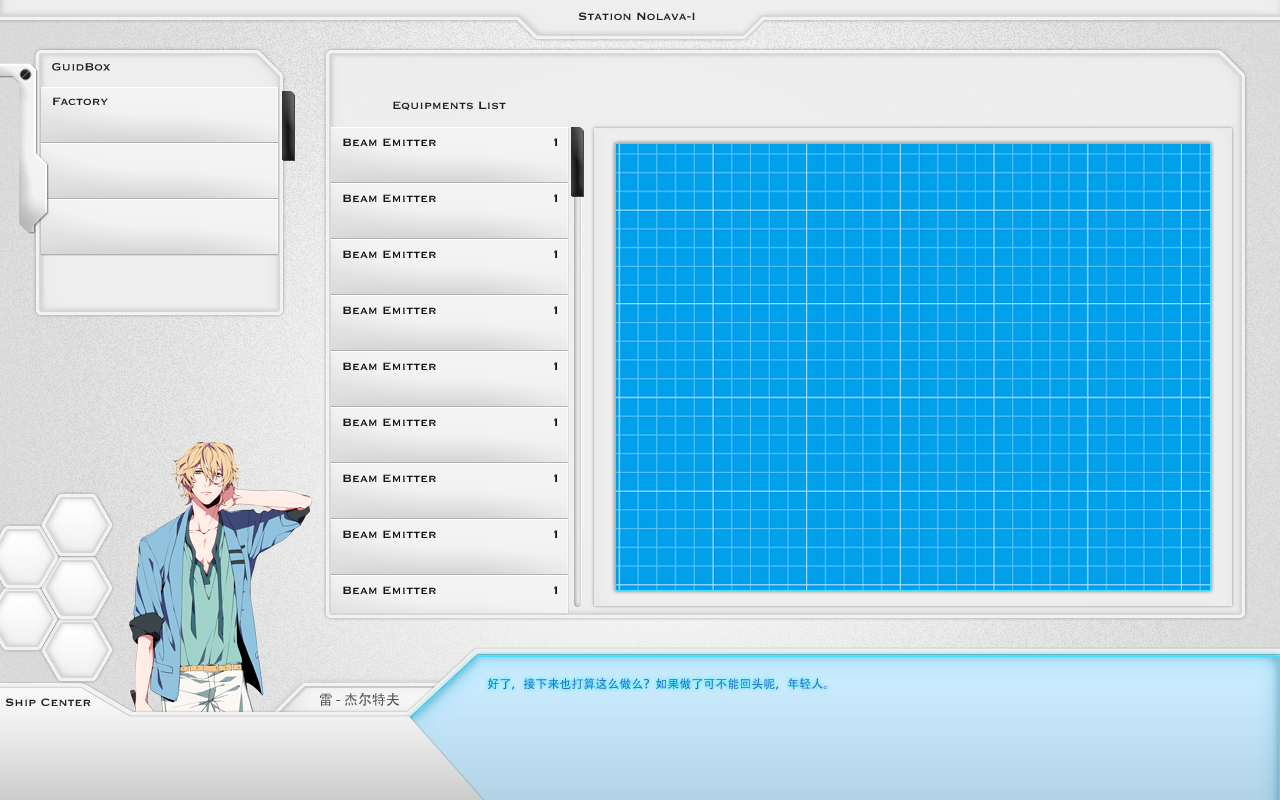 Station Nolava-I
GuidBox
Factory
Equipments List
Beam Emitter 1
Beam Emitter 1
Beam Emitter 1
Beam Emitter 1
Beam Emitter 1
Beam Emitter 1
Beam Emitter 1
Beam Emitter 1
Beam Emitter 1
Ship Center
雷 - 杰尔特夫
好了，接下来也打算这么做么？如果做了可不能回头呢，年轻人。